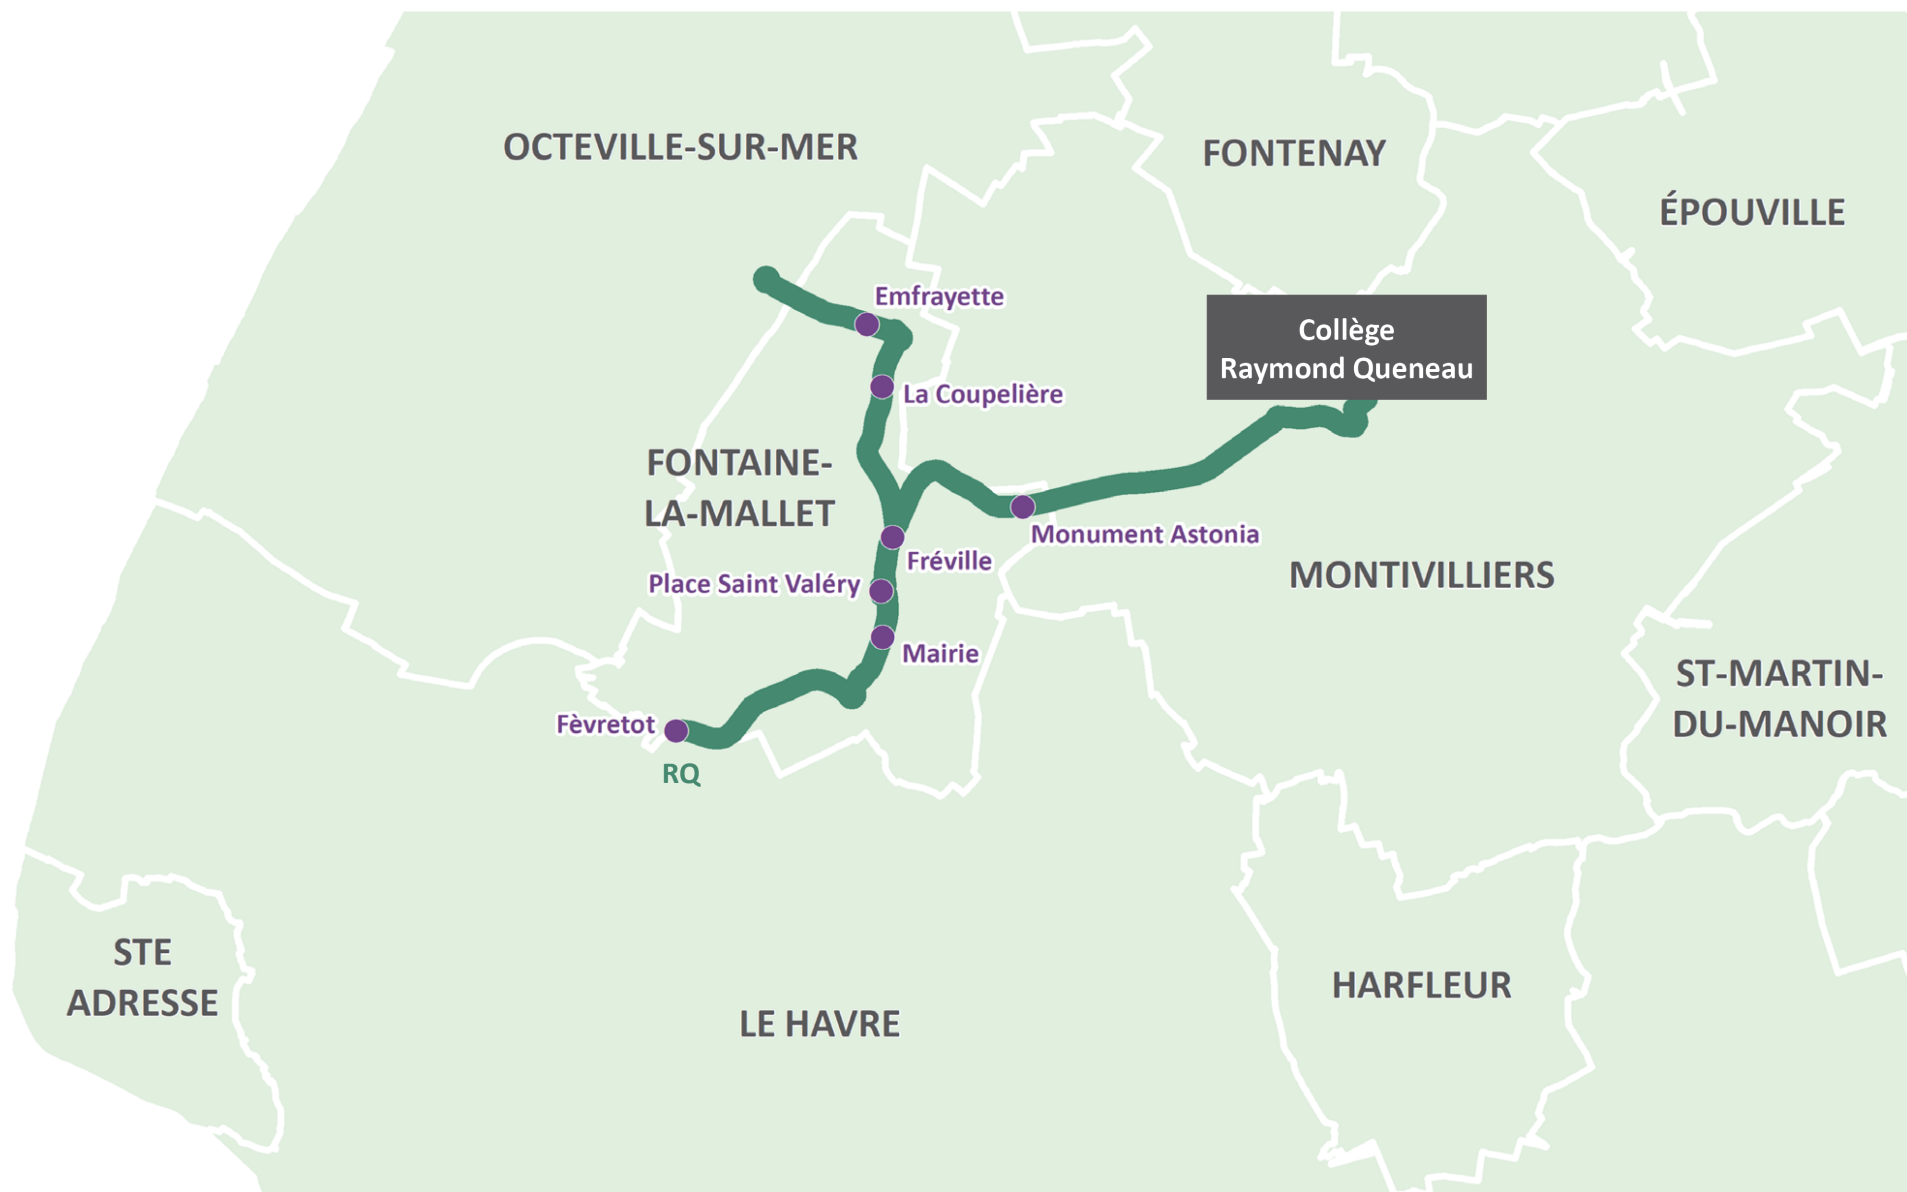 OCTEVILLE-SUR-MER
FONTENAY
ÉPOUVILLE
Emfrayette
Collège
Raymond Queneau
La Coupelière
FONTAINE-
LA-MALLET
Monument Astonia
Fréville
Place Saint Valéry
MONTIVILLIERS
Mairie
ST-MARTIN-
DU-MANOIR
Fèvretot
RQ
STE
ADRESSE
HARFLEUR
LE HAVRE